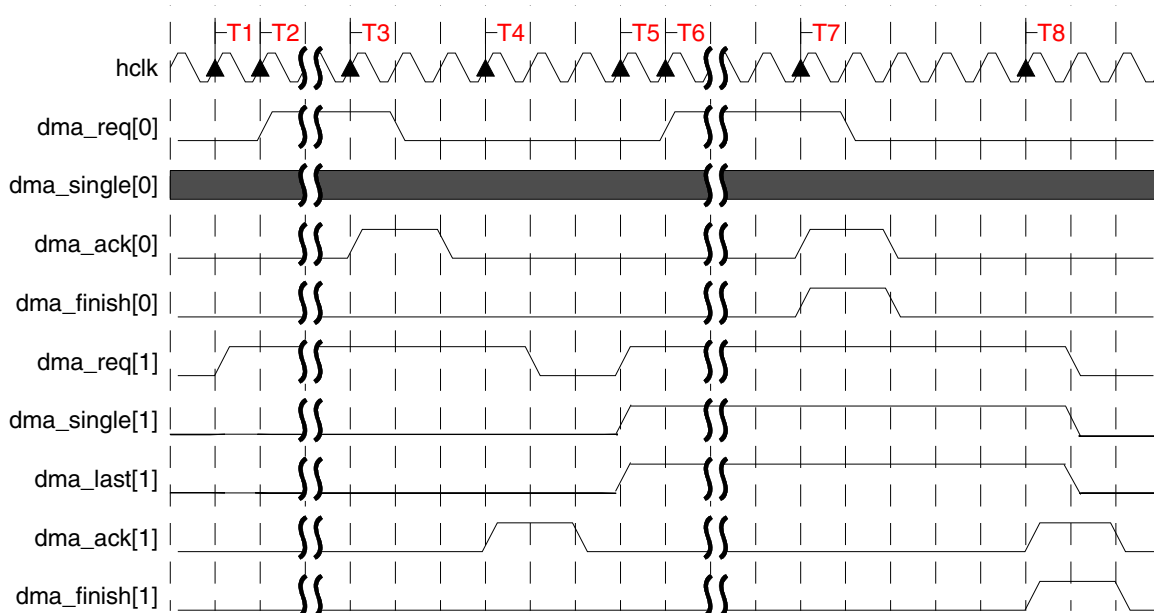 T1 T2 T3 T4 T5 T6 T7 T8
hclk
dma_req[0]
dma_single[0]
dma_ack[0]
dma_finish[0]
dma_req[1]
dma_single[1]
dma_last[1]
dma_ack[1]
dma_finish[1]